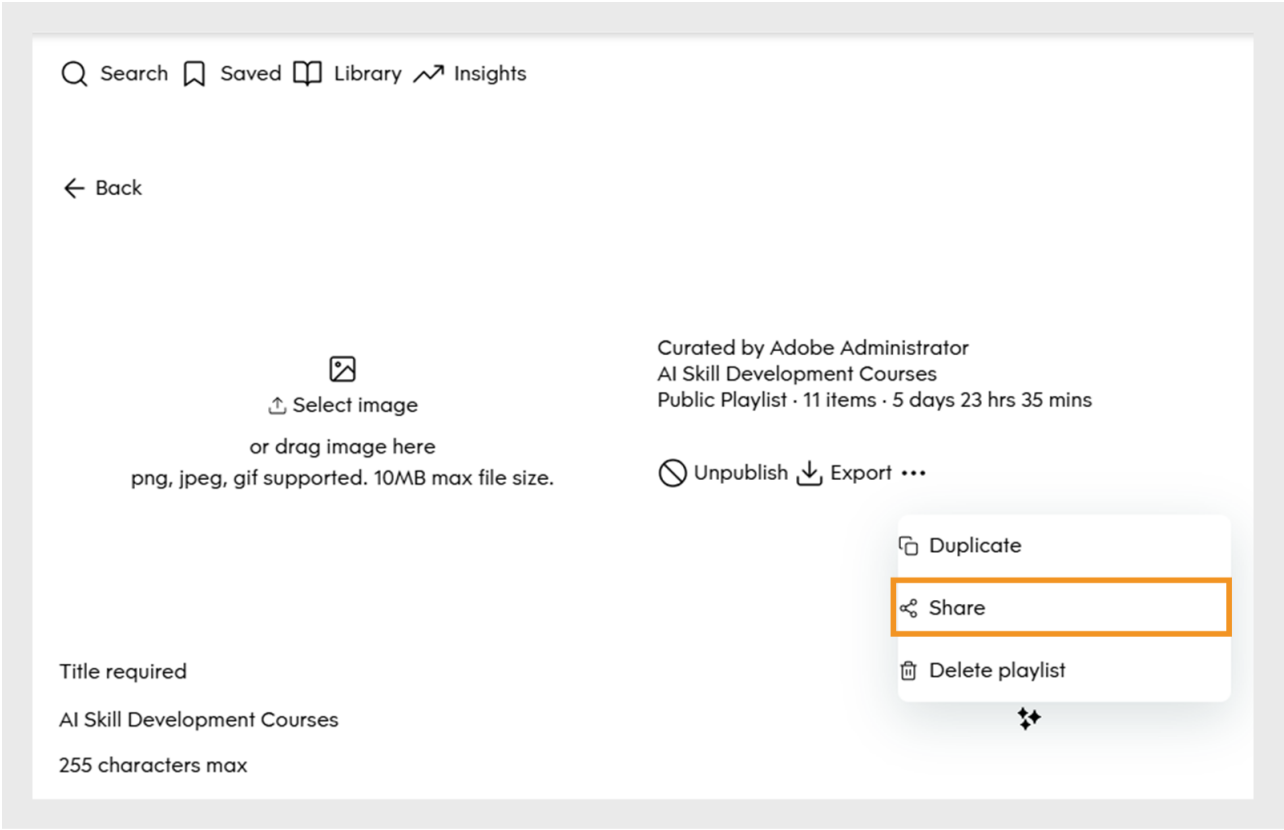 Search Saved Library Insights
Back
Select image
or drag image here
png, jpeg, gif supported. 10MB max file size.
Curated by Adobe Administrator
AI Skill Development Courses
Public Playlist · 11 items · 5 days 23 hrs 35 mins
Unpublish Export
Duplicate
Share
Delete playlist
Title required
AI Skill Development Courses
255 characters max